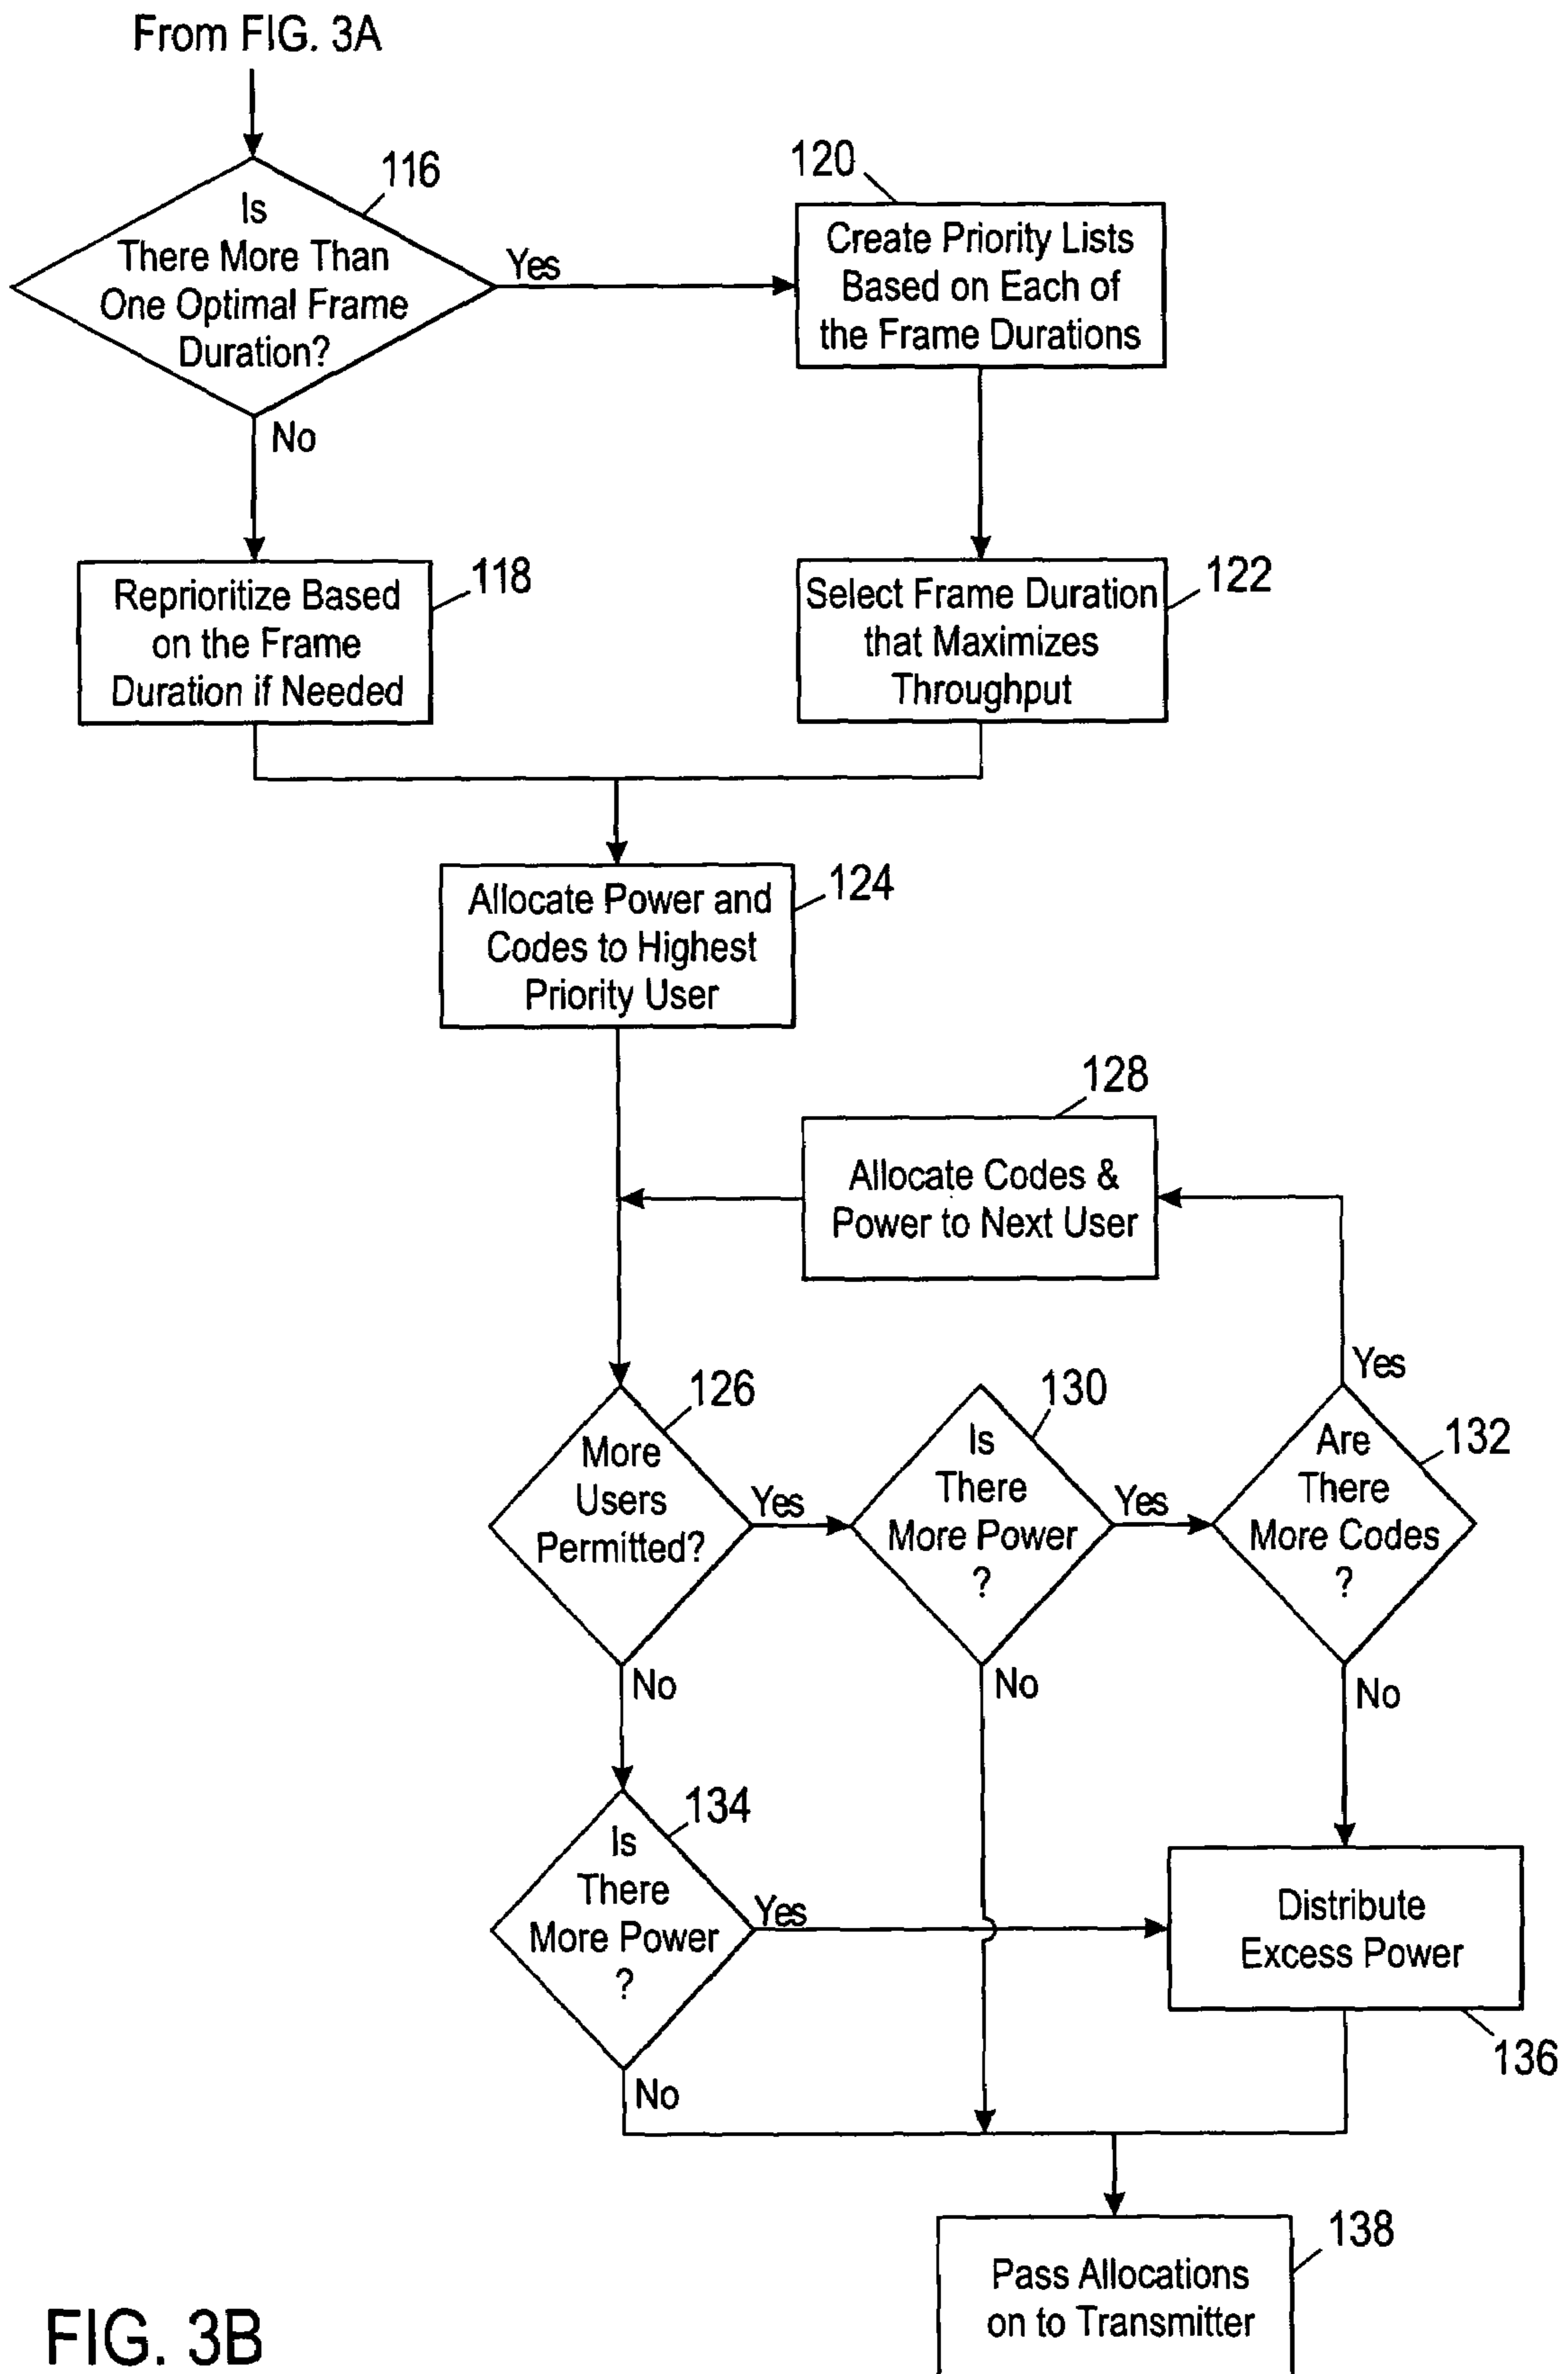 From FIG. 3A
116
Is
There More Than
One Optimal Frame
Duration?
Yes
No
120
Create Priority Lists
Based on Each of
the Frame Durations
Reprioritize Based
on the Frame
Duration if Needed
118
Select Frame Duration
that Maximizes
Throughput
122
Allocate Power and
Codes to Highest
Priority User
124
128
Allocate Codes &
Power to Next User
126
More
Users
Permitted?
Yes
No
130
Is
There
More Power
?
Yes
No
Yes
132
Are
There
More Codes
?
No
134
Is
There
More Power
?
Yes
No
Distribute
Excess Power
136
138
Pass Allocations
on to Transmitter
FIG. 3B